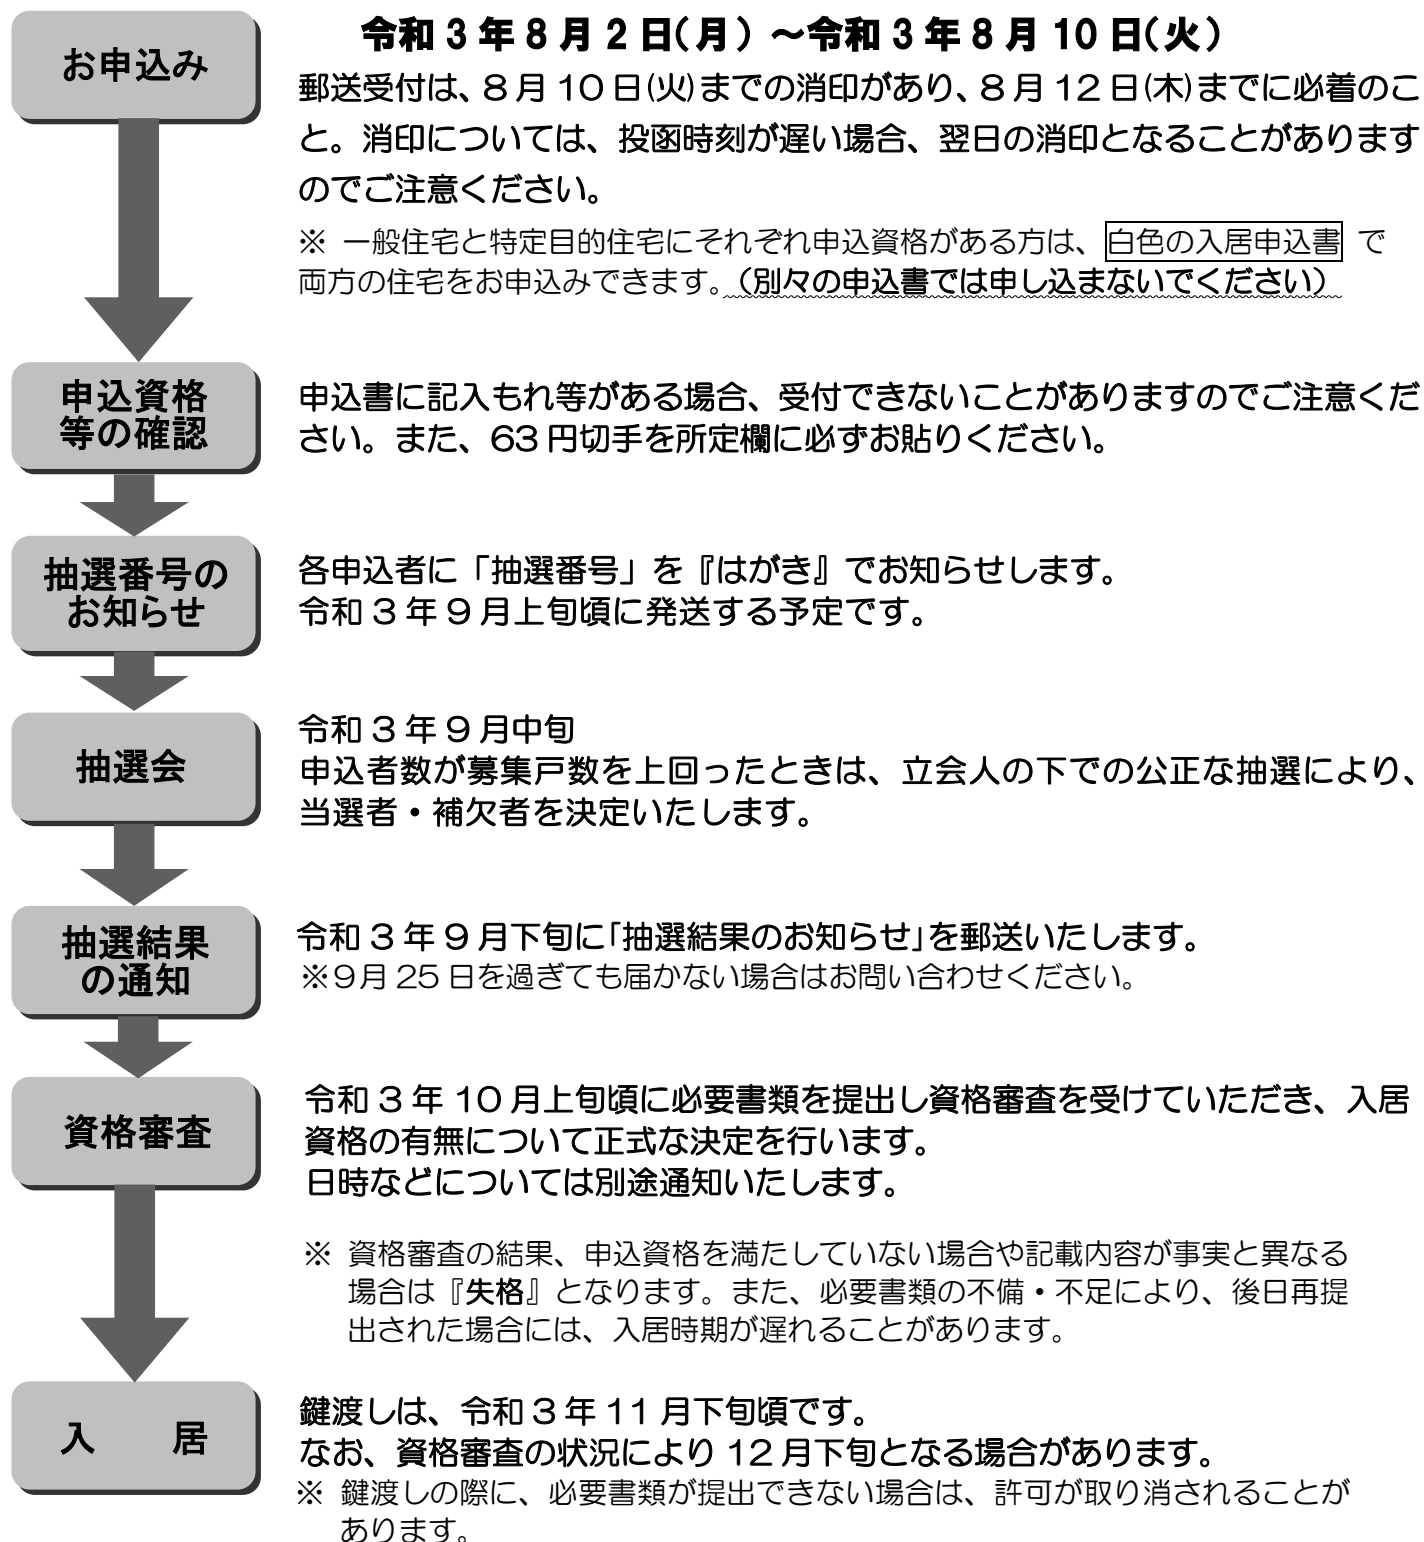 お申込み
令和3年8月2日(月)～令和3年8月10日(火)
郵送受付は、8月10日(火)までの消印があり、8月12日(木)までに必着のこ
と。消印については、投函時刻が遅い場合、翌日の消印となることがあります
のでご注意ください。
※ 一般住宅と特定目的住宅にそれぞれ申込資格がある方は、白色の入居申込書 で
両方の住宅をお申込みできます。(別々の申込書では申し込まないでください)
申込資格
等の確認
申込書に記入もれ等がある場合、受付できないことがありますのでご注意くだ
さい。また、63円切手を所定欄に必ずお貼りください。
抽選番号の
お知らせ
各申込者に「抽選番号」を『はがき』でお知らせします。
令和3年9月上旬頃に発送する予定です。
抽選会
令和3年9月中旬
申込者数が募集戸数を上回ったときは、立会人の下での公正な抽選により、
当選者・補欠者を決定いたします。
抽選結果
の通知
令和3年9月下旬に「抽選結果のお知らせ」を郵送いたします。
※9月25日を過ぎても届かない場合はお問い合わせください。
資格審査
令和3年10月上旬頃に必要書類を提出し資格審査を受けていただき、入居
資格の有無について正式な決定を行います。
日時などについては別途通知いたします。
※ 資格審査の結果、申込資格を満たしていない場合や記載内容が事実と異なる
場合は『失格』となります。また、必要書類の不備・不足により、後日再提
出された場合には、入居時期が遅れることがあります。
入 居
鍵渡しは、令和3年11月下旬頃です。
なお、資格審査の状況により12月下旬となる場合があります。
※ 鍵渡しの際に、必要書類が提出できない場合は、許可が取り消されることが
あります。